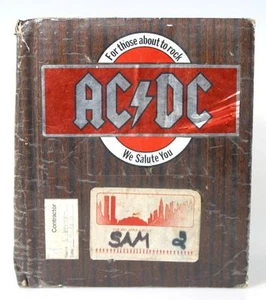 For those about to rock
AC⚡DC
We Salute You
Contractor
SAM 2